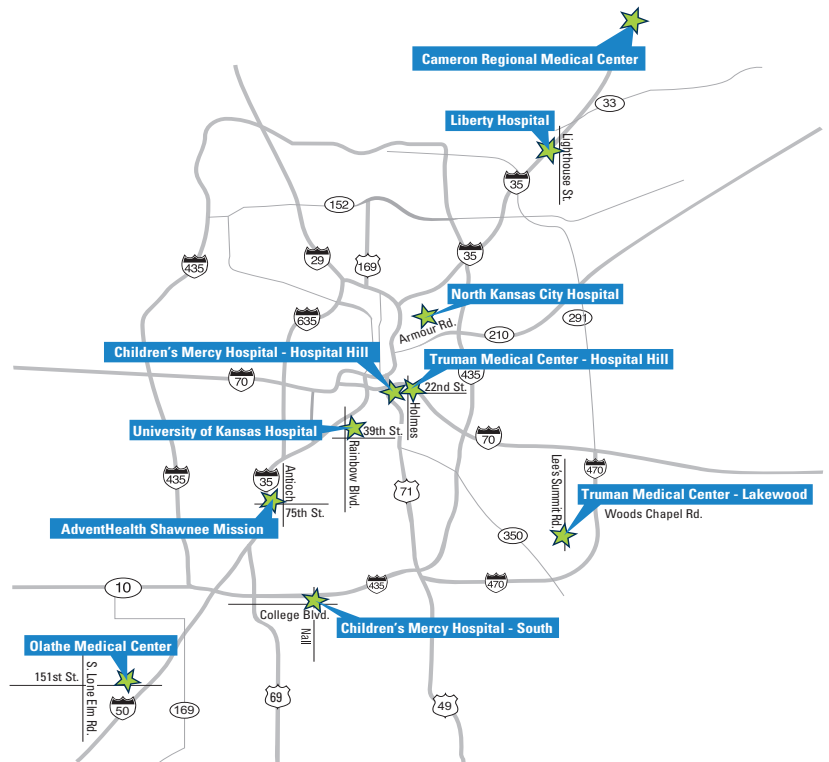 Cameron Regional Medical Center
33
Liberty Hospital
Lighthouse St.
35
152
435
29
169
35
North Kansas City Hospital
635
Armour Rd.
210
291
Children's Mercy Hospital - Hospital Hill
Truman Medical Center - Hospital Hill
70
435
22nd St.
Holmes
University of Kansas Hospital
39th St.
Rainbow Blvd.
70
435
35
Antioch
71
470
Lee's Summit Rd.
Truman Medical Center - Lakewood
Woods Chapel Rd.
75th St.
AdventHealth Shawnee Mission
350
10
435
470
College Blvd.
Nall
Children's Mercy Hospital - South
Olathe Medical Center
151st St.
S. Lone Elm Rd.
50
169
69
49